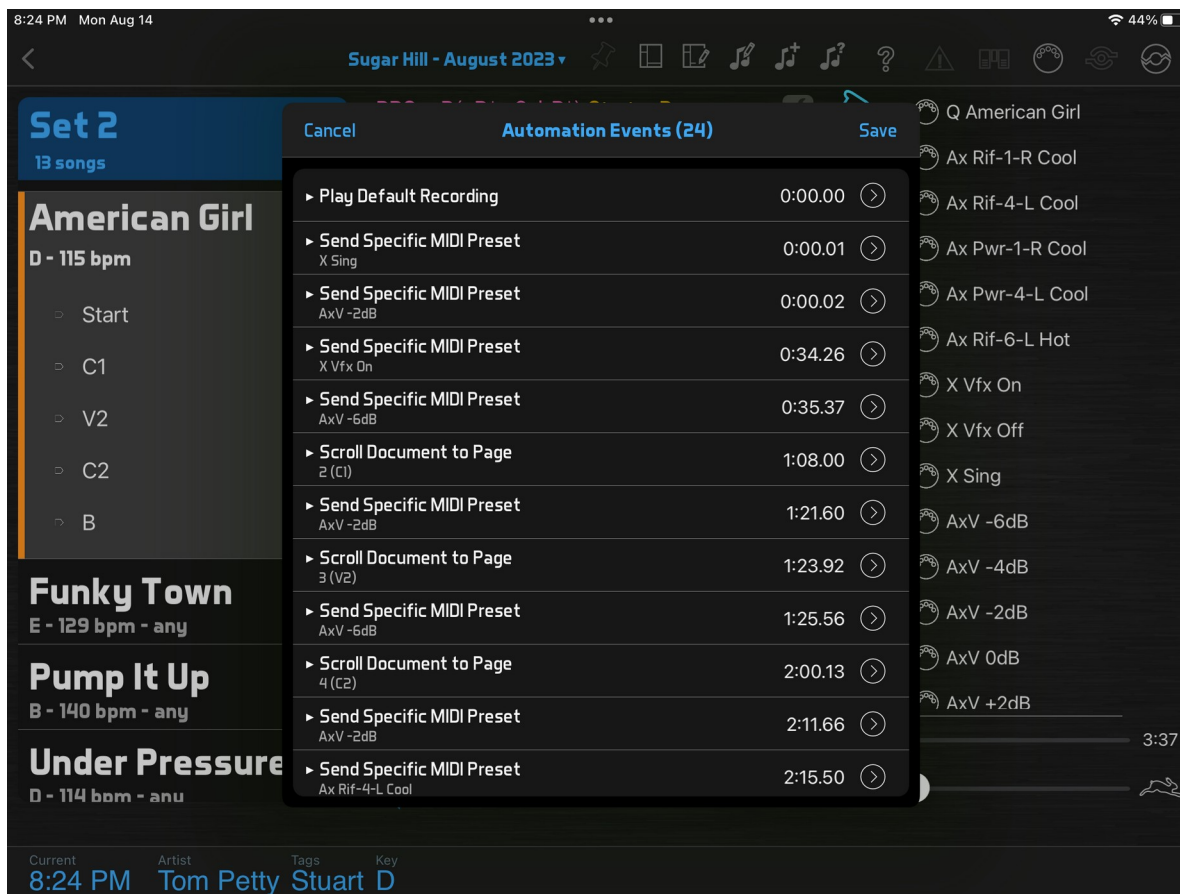 8:24 PM Mon Aug 14
44%
Sugar Hill - August 2023
Set 2
13 songs
American Girl
D - 115 bpm
Start
C1
V2
C2
B
Funky Town
E - 129 bpm - any
Pump It Up
B - 140 bpm - any
Under Pressure
D - 114 bpm - any
Cancel
Automation Events (24)
Save
Play Default Recording 0:00.00
Send Specific MIDI Preset 0:00.01
X Sing
Send Specific MIDI Preset 0:00.02
AxV -2dB
Send Specific MIDI Preset 0:34.26
X Vfx On
Send Specific MIDI Preset 0:35.37
AxV -6dB
Scroll Document to Page 1:08.00
2 (C1)
Send Specific MIDI Preset 1:21.60
AxV -2dB
Scroll Document to Page 1:23.92
3 (V2)
Send Specific MIDI Preset 1:25.56
AxV -6dB
Scroll Document to Page 2:00.13
4 (C2)
Send Specific MIDI Preset 2:11.66
AxV -2dB
Send Specific MIDI Preset 2:15.50
Ax Rif-4-L Cool
Q American Girl
Ax Rif-1-R Cool
Ax Rif-4-L Cool
Ax Pwr-1-R Cool
Ax Pwr-4-L Cool
Ax Rif-6-L Hot
X Vfx On
X Vfx Off
X Sing
AxV -6dB
AxV -4dB
AxV -2dB
AxV 0dB
AxV +2dB
3:37
Current Artist Tags Key
8:24 PM Tom Petty Stuart D